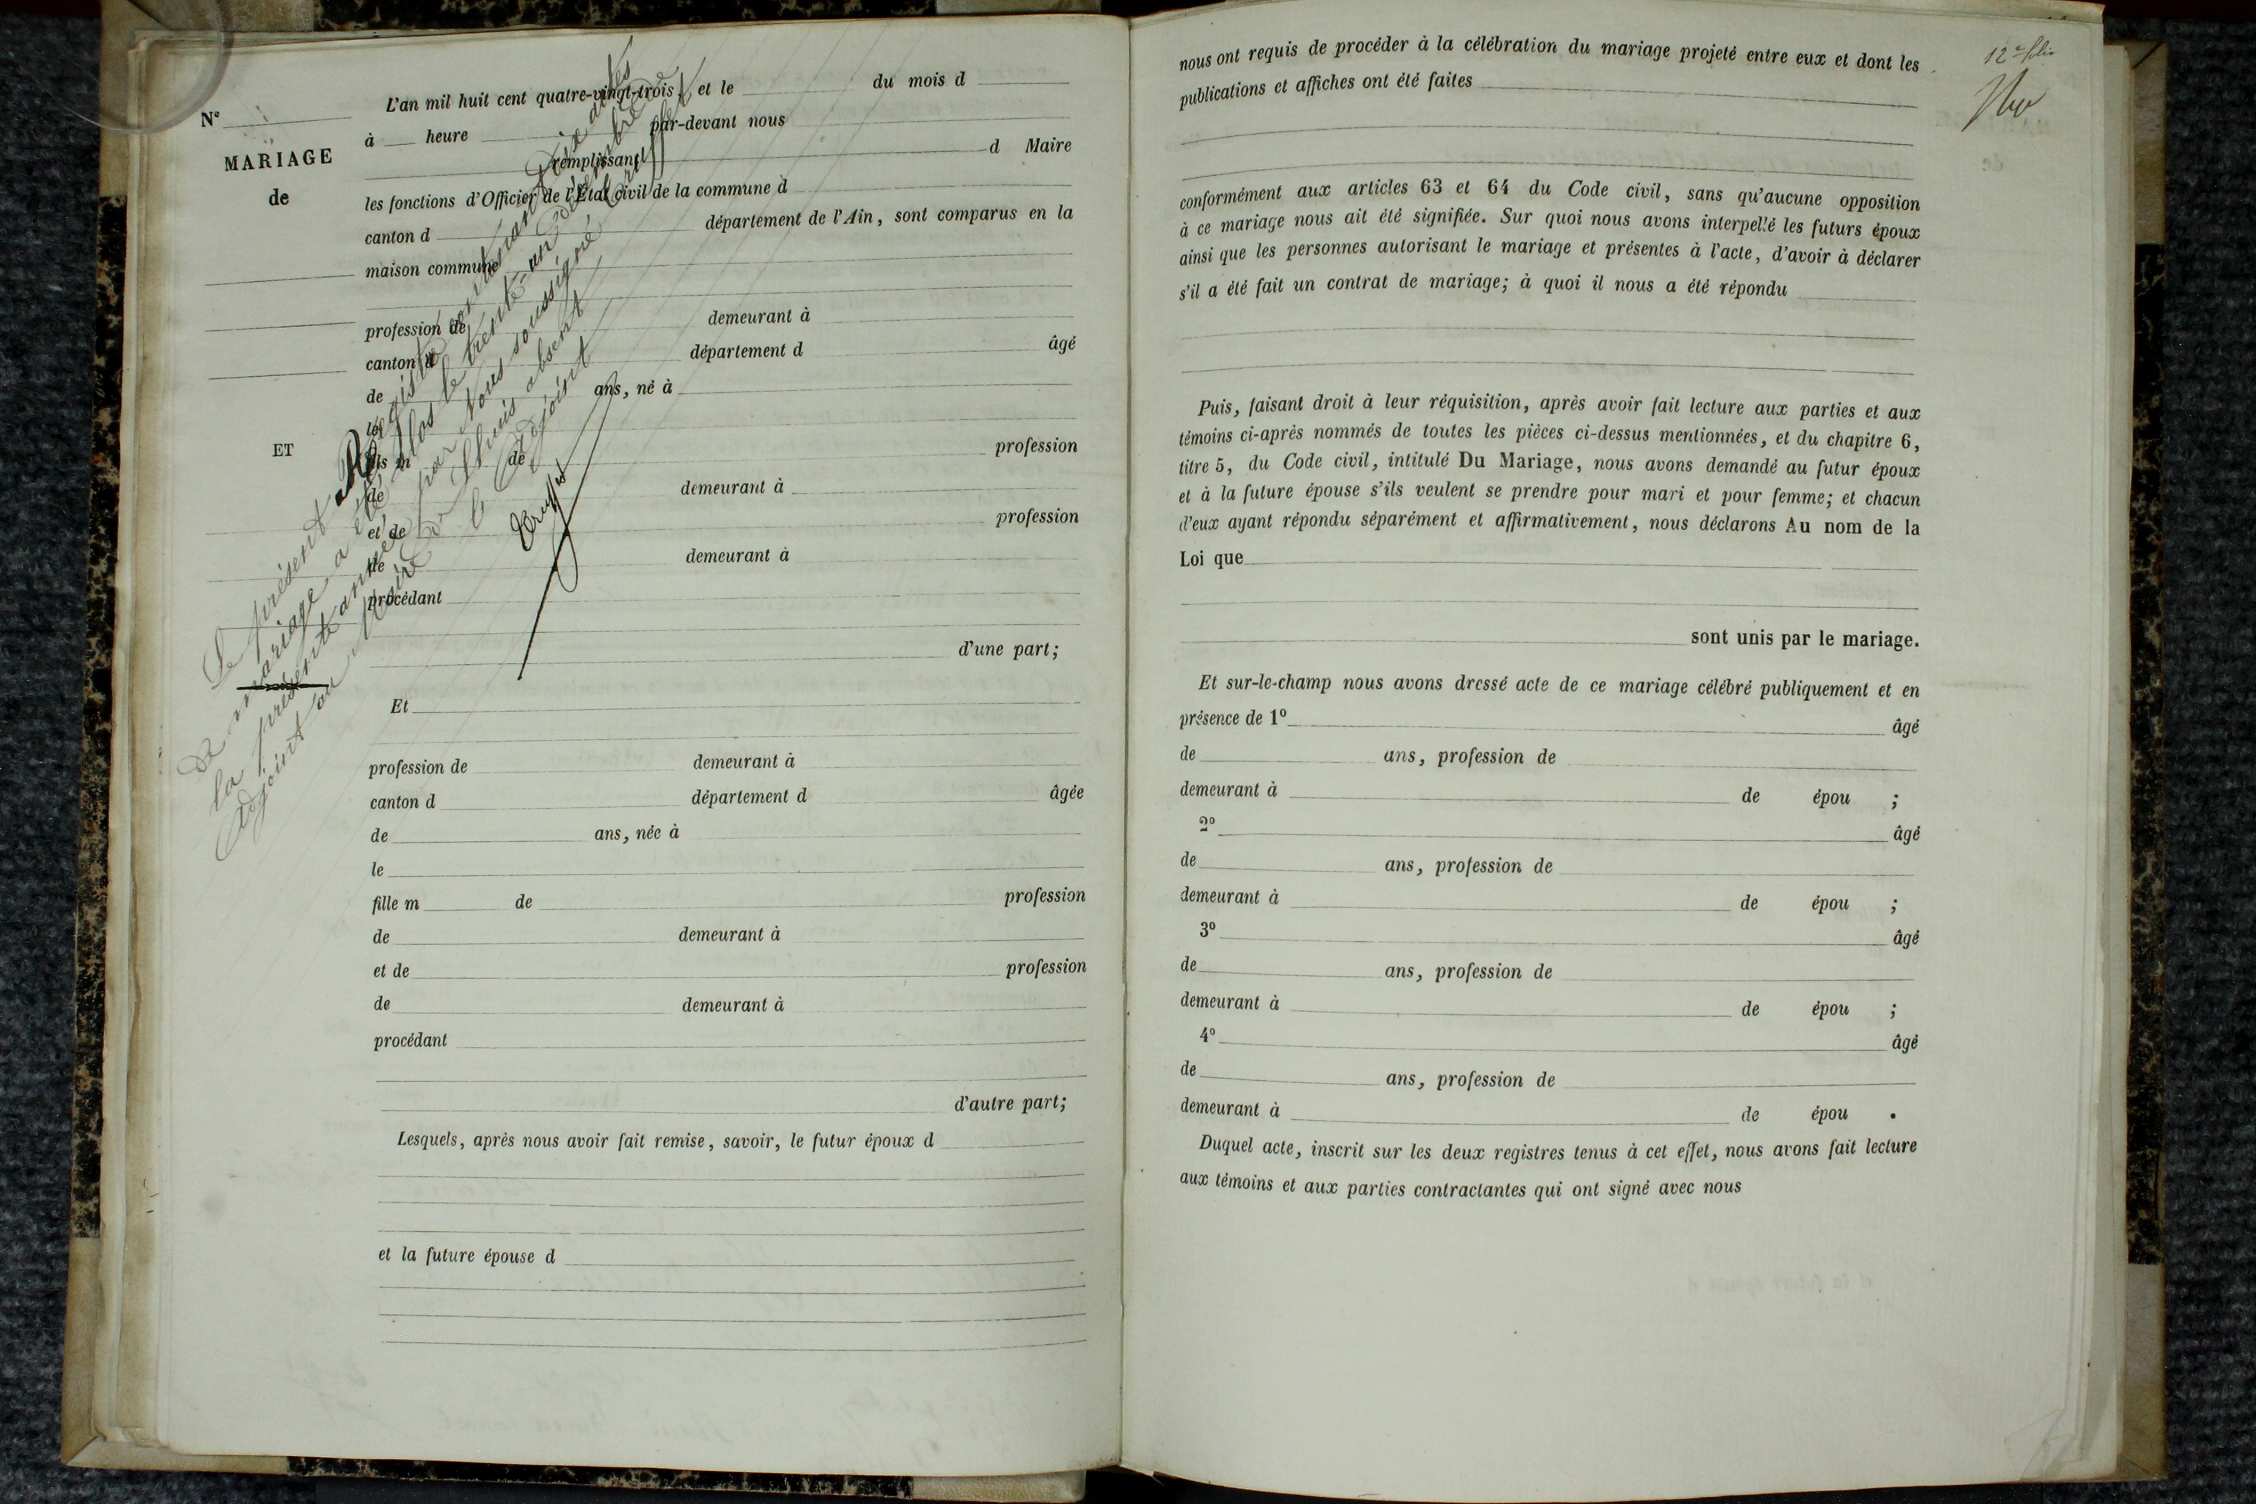 L'an mil huit cent quatre-vingt-trois, et le du mois d
à heure par-devant nous
remplissant d Maire
les fonctions d'Officier de l'État civil de la commune d
canton d département de l'Ain, sont comparus en la
maison commune
profession de demeurant à
canton d département d âgé
de ans, né à
le
fils m de profession
de demeurant à
et de profession
de demeurant à
procédant
d'une part;
Et
profession de demeurant à
canton d département d âgée
de ans, née à
le
fille m de profession
de demeurant à
et de profession
de demeurant à
procédant
d'autre part;
Lesquels, après nous avoir fait remise, savoir, le futur époux d
et la future épouse d
N°
MARIAGE
de
ET
Le présent Registre contenant Dix actes
de mariage a été clos le trente-un décembre de
la présente année par Nous soussigné
Adjoint au Maire absent
l'Adjoint
nous ont requis de procéder à la célébration du mariage projeté entre eux et dont les
publications et affiches ont été faites
conformément aux articles 63 et 64 du Code civil, sans qu'aucune opposition
à ce mariage nous ait été signifiée. Sur quoi nous avons interpellé les futurs époux
ainsi que les personnes autorisant le mariage et présentes à l'acte, d'avoir à déclarer
s'il a été fait un contrat de mariage; à quoi il nous a été répondu
Puis, faisant droit à leur réquisition, après avoir fait lecture aux parties et aux
témoins ci-après nommés de toutes les pièces ci-dessus mentionnées, et du chapitre 6,
titre 5, du Code civil, intitulé Du Mariage, nous avons demandé au futur époux
et à la future épouse s'ils veulent se prendre pour mari et pour femme; et chacun
d'eux ayant répondu séparément et affirmativement, nous déclarons Au nom de la
Loi que
sont unis par le mariage.
Et sur-le-champ nous avons dressé acte de ce mariage célébré publiquement et en
présence de 1° âgé
de ans, profession de
demeurant à de épou ;
2° âgé
de ans, profession de
demeurant à de épou ;
3° âgé
de ans, profession de
demeurant à de épou ;
4° âgé
de ans, profession de
demeurant à de épou .
Duquel acte, inscrit sur les deux registres tenus à cet effet, nous avons fait lecture
aux témoins et aux parties contractantes qui ont signé avec nous
12e folio